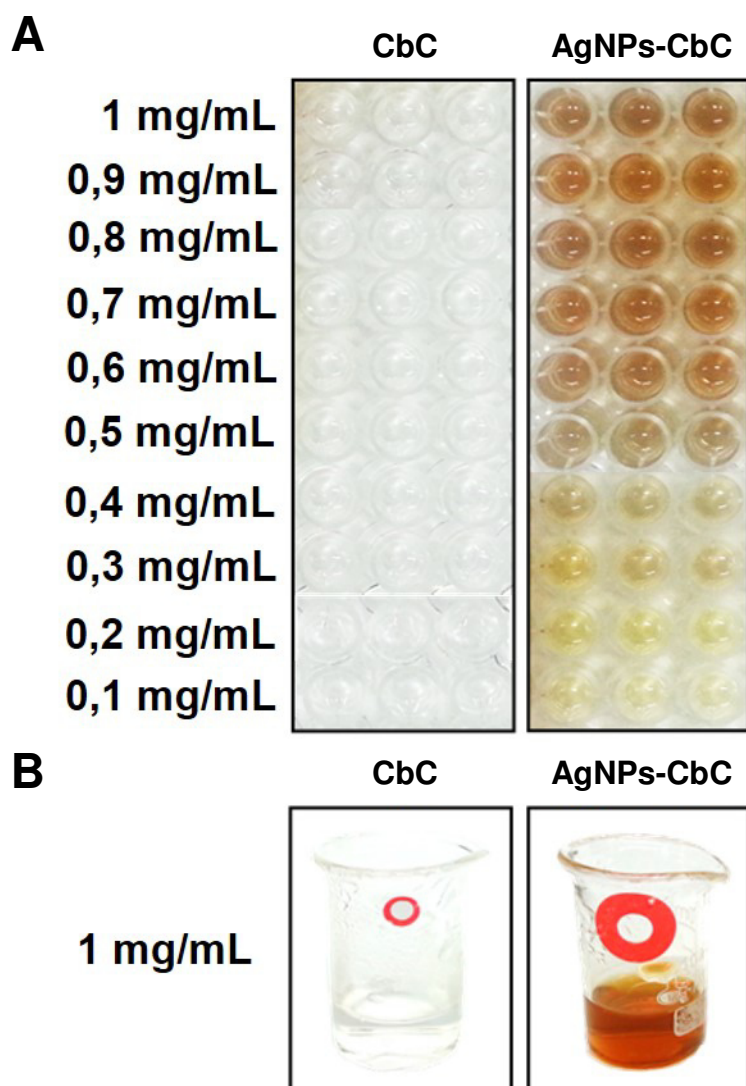 A
CbC AgNPs-CbC
1 mg/mL
0,9 mg/mL
0,8 mg/mL
0,7 mg/mL
0,6 mg/mL
0,5 mg/mL
0,4 mg/mL
0,3 mg/mL
0,2 mg/mL
0,1 mg/mL
B
CbC AgNPs-CbC
1 mg/mL